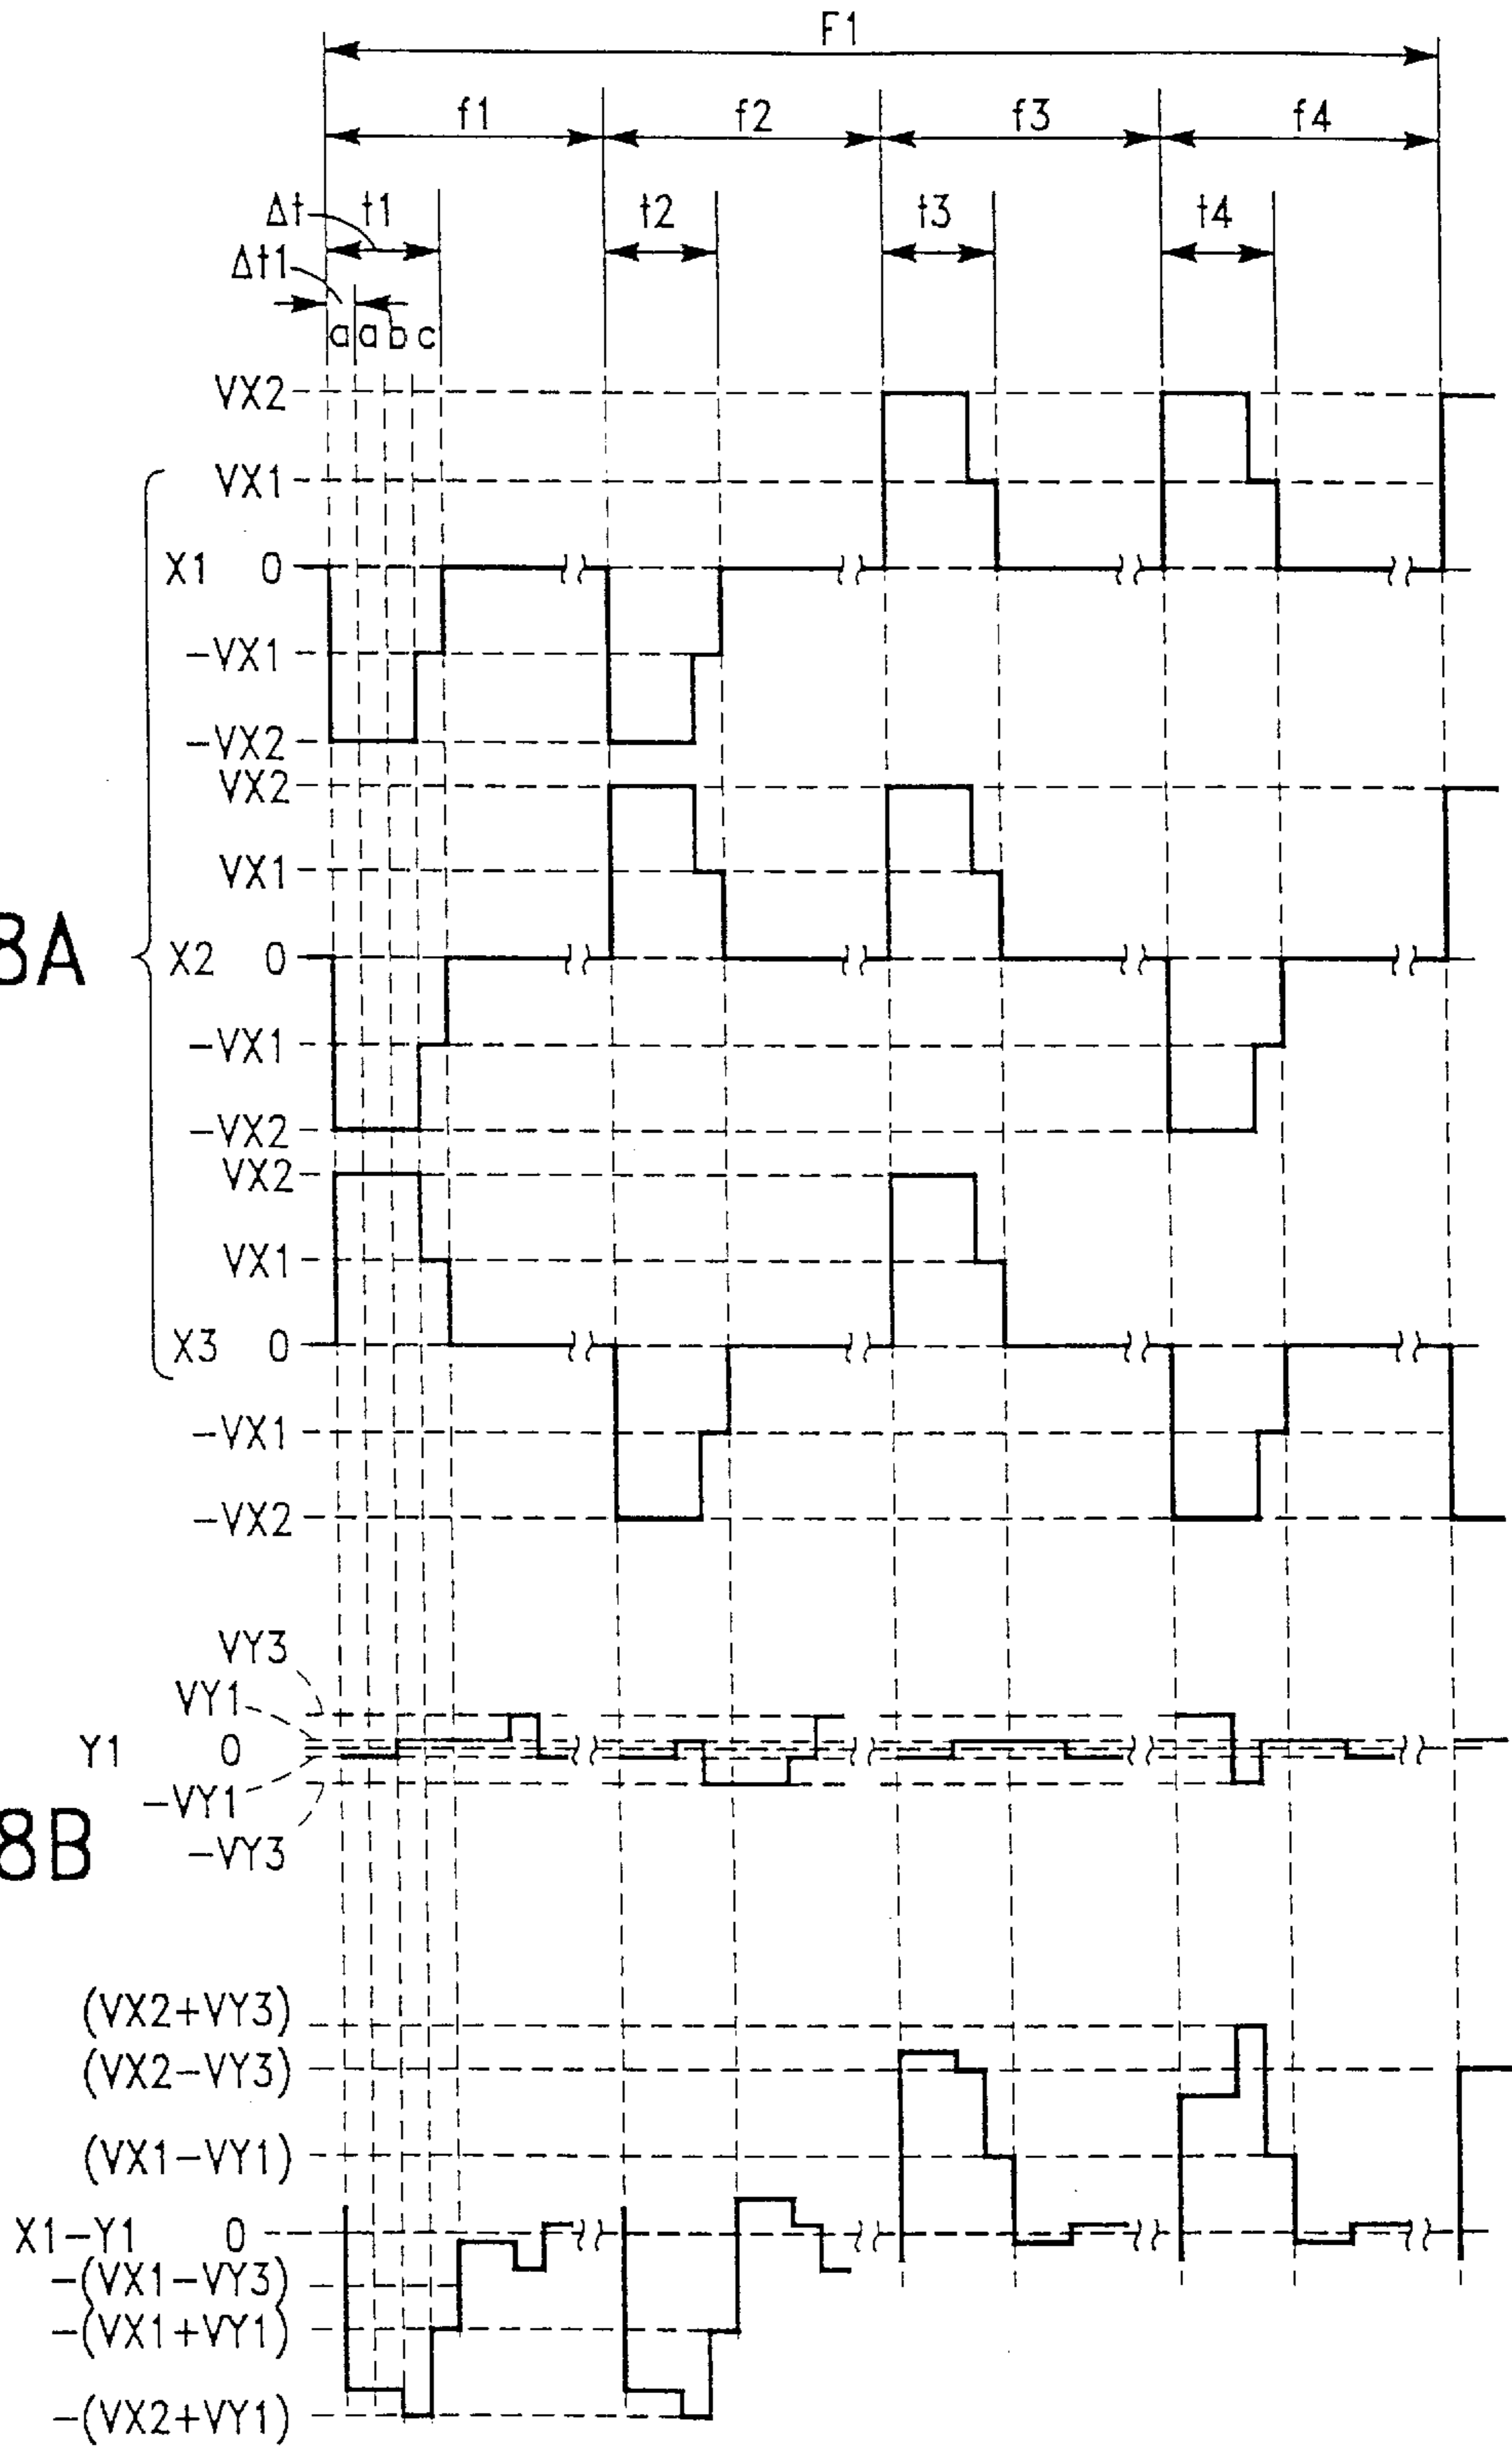 F1
f1 f2 f3 f4
Δt t1 t2 t3 t4
Δt1
a a b c
VX2
VX1
X1 0
-VX1
-VX2
VX2
VX1
8A
X2 0
-VX1
-VX2
VX2
VX1
X3 0
-VX1
-VX2
VY3
VY1
Y1 0
-VY1
8B
-VY3
(VX2+VY3)
(VX2-VY3)
(VX1-VY1)
X1-Y1 0
-(VX1-VY3)
-(VX1+VY1)
-(VX2+VY1)